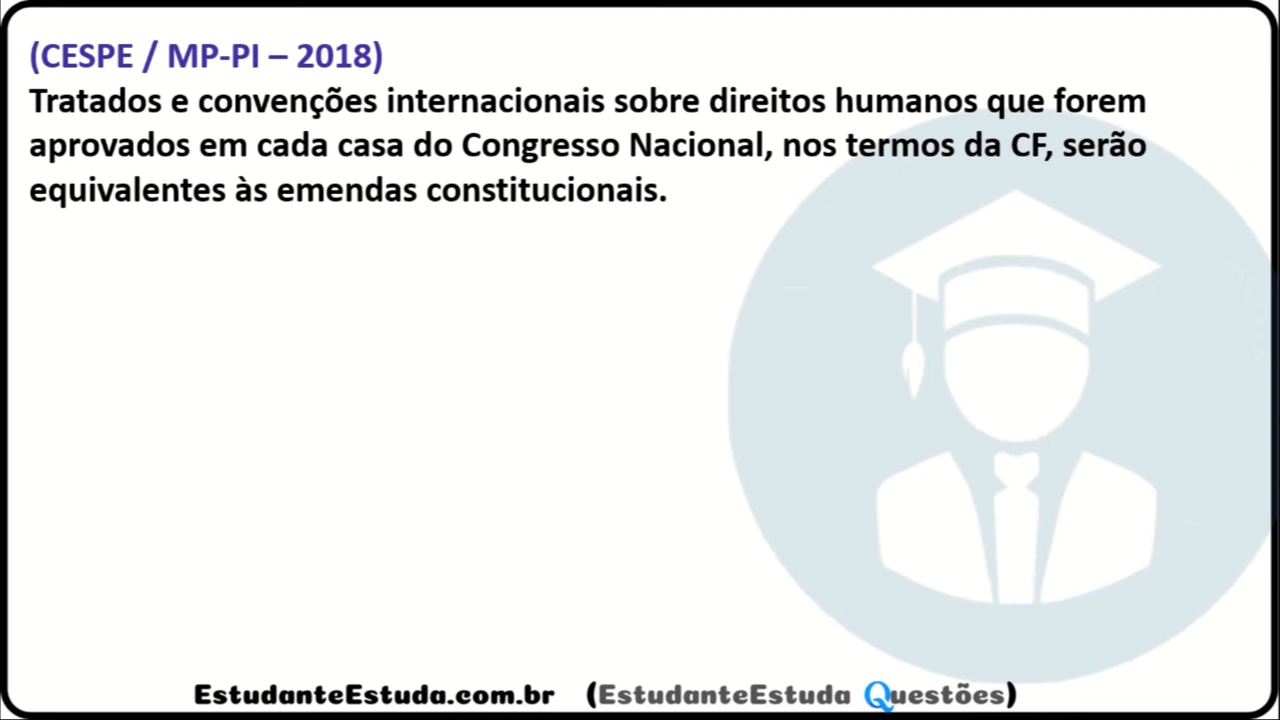 (CESPE / MP-PI – 2018)
Tratados e convenções internacionais sobre direitos humanos que forem
aprovados em cada casa do Congresso Nacional, nos termos da CF, serão
equivalentes às emendas constitucionais.
EstudanteEstuda.com.br (EstudanteEstuda Questões)